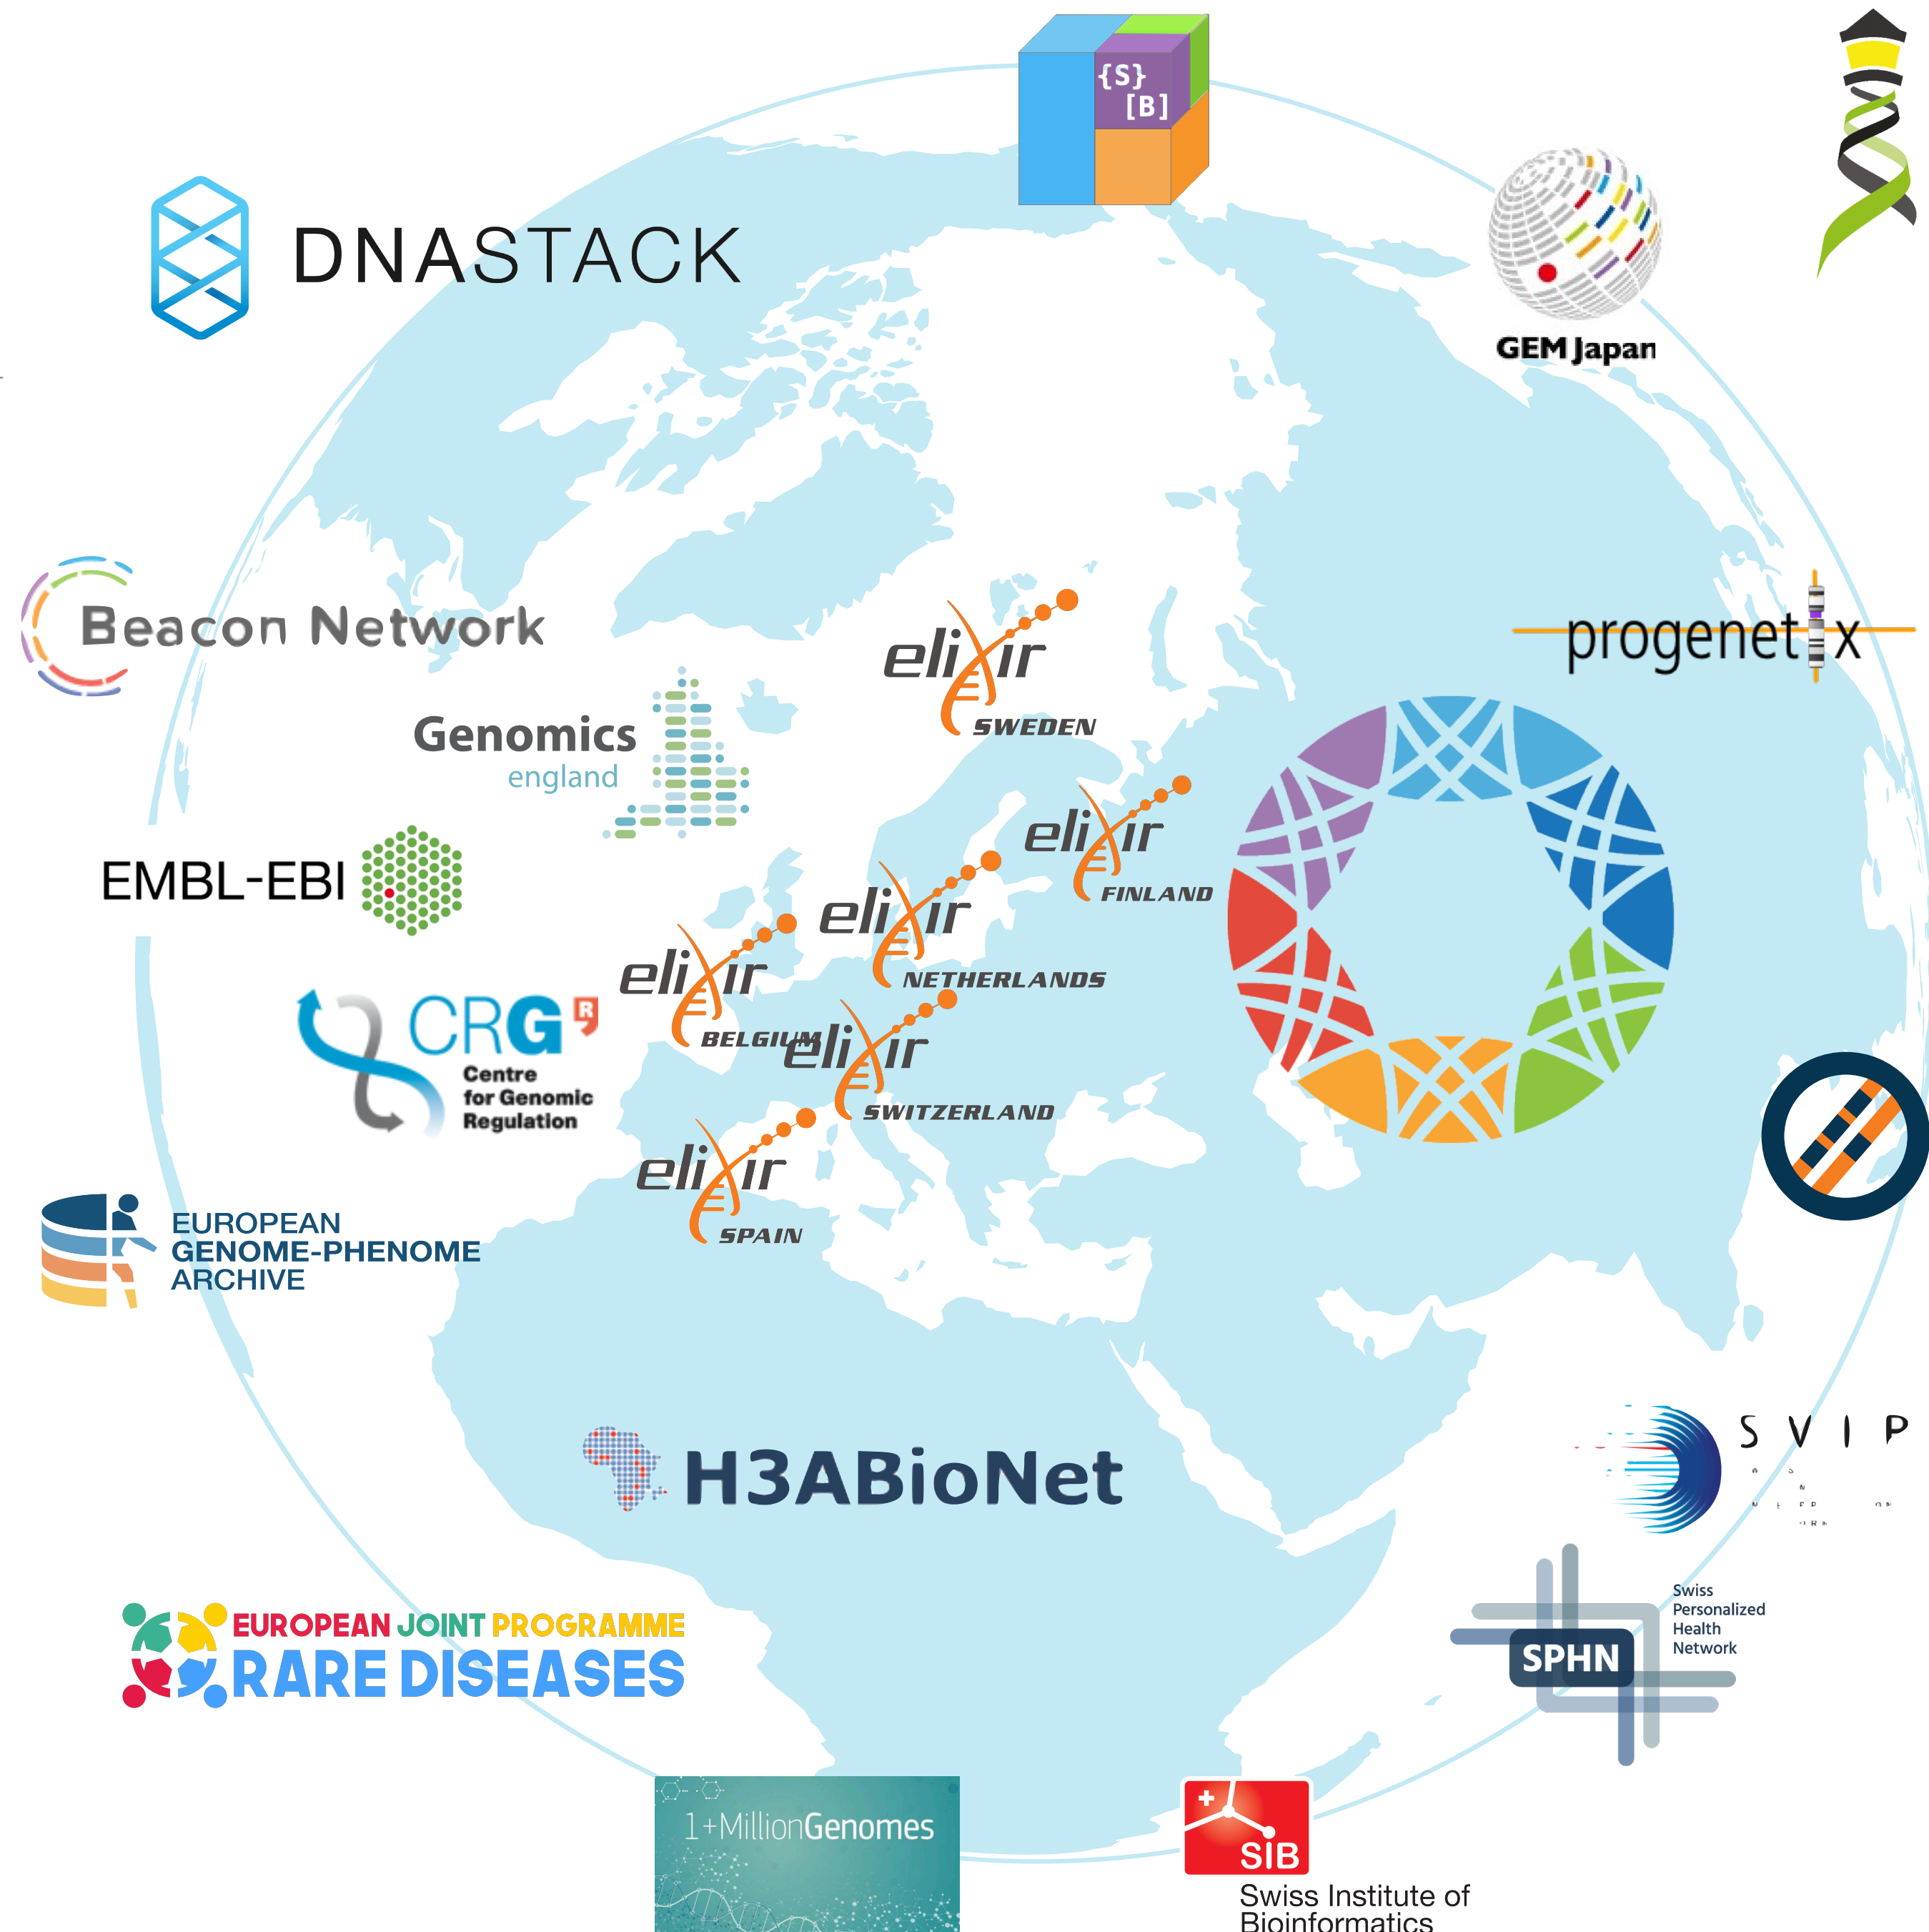 {S}
[B]
DNASTACK
GEM Japan
Beacon Network
progenetix
elixir
SWEDEN
Genomics
england
elixir
FINLAND
EMBL-EBI
elixir
NETHERLANDS
elixir
BELGIUM
CRG
R
Centre
for Genomic
Regulation
elixir
SWITZERLAND
elixir
SPAIN
EUROPEAN
GENOME-PHENOME
ARCHIVE
H3ABioNet
SVIP
EUROPEAN JOINT PROGRAMME
RARE DISEASES
SPHN
Swiss
Personalized
Health
Network
1+MillionGenomes
SIB
Swiss Institute of
Bioinformatics